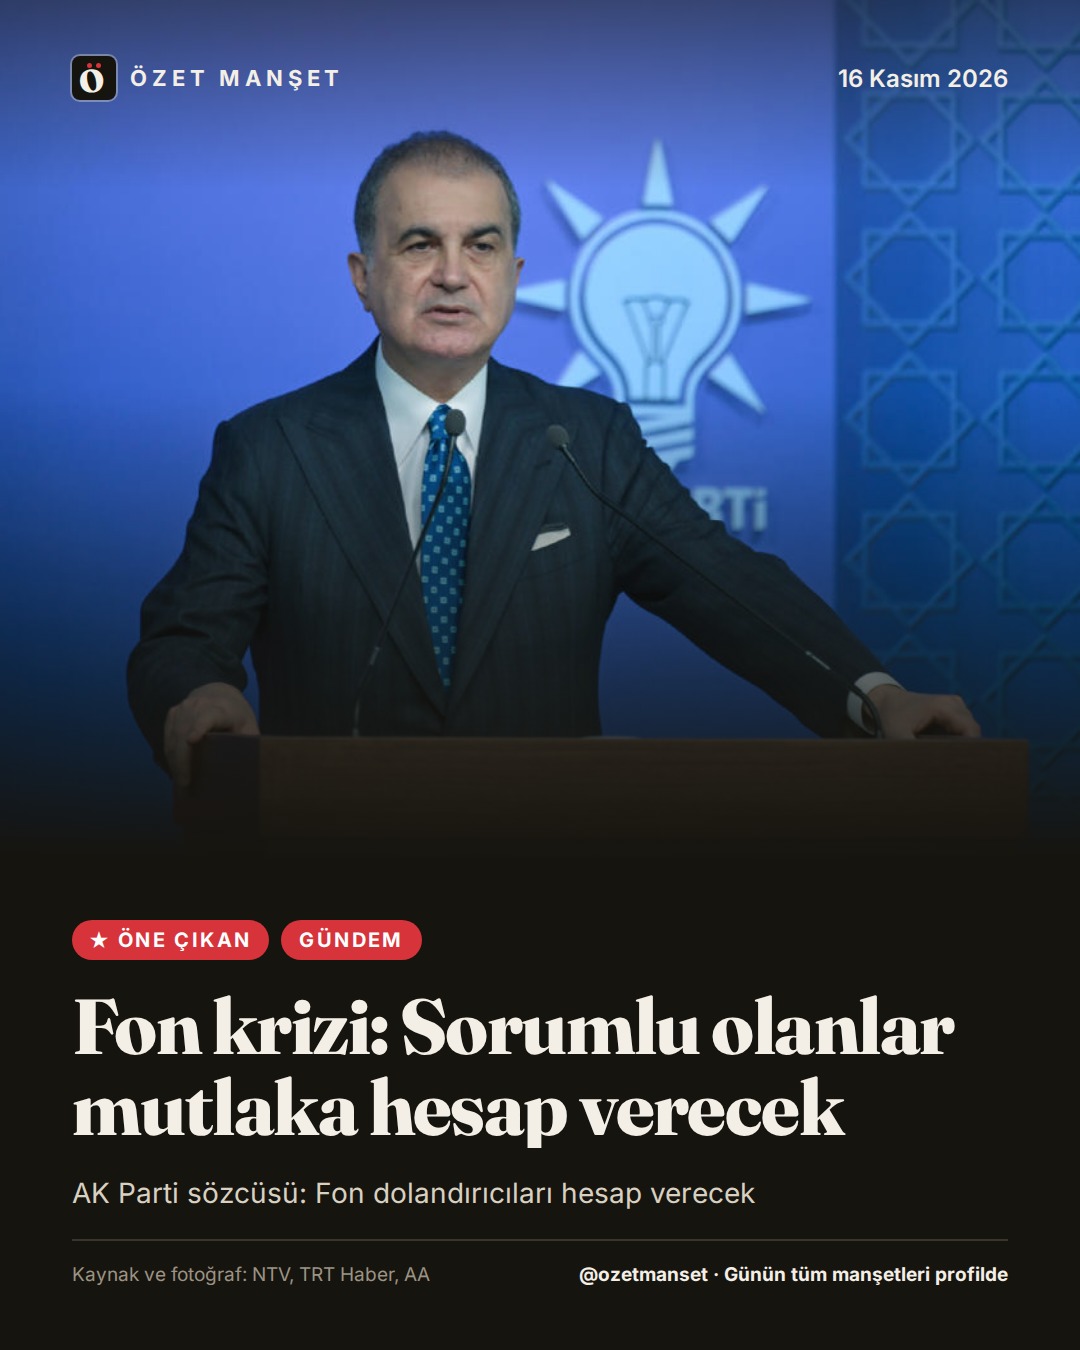 ö ÖZET MANŞET
16 Kasım 2026
RTİ
★ ÖNE ÇIKAN
GÜNDEM
Fon krizi: Sorumlu olanlar
mutlaka hesap verecek
AK Parti sözcüsü: Fon dolandırıcıları hesap verecek
Kaynak ve fotoğraf: NTV, TRT Haber, AA
@ozetmanset · Günün tüm manşetleri profilde